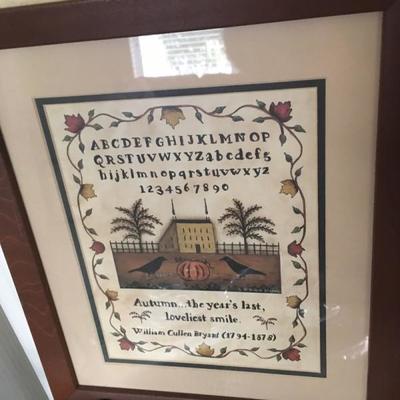 ABCDEFGHIJKLMNOP
QRSTUVWXYZabcdefg
hijklmnopqrstuvwxyz
1234567890
Autumn...the year's last,
loveliest smile.
William Cullen Bryant (1794-1878)